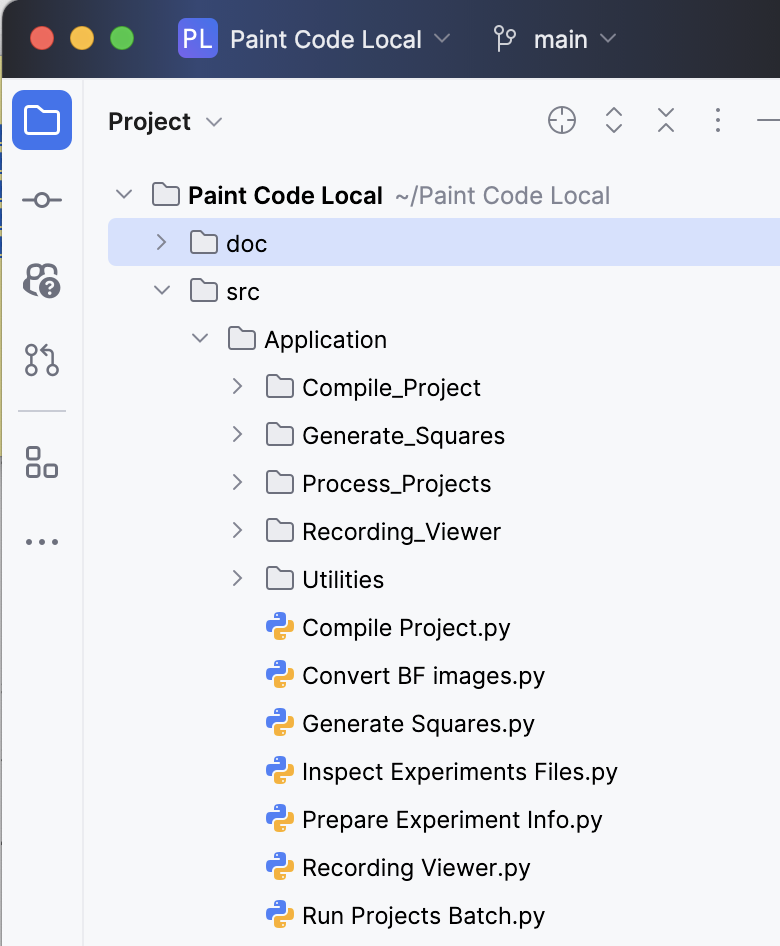 PL Paint Code Local main
Project
Paint Code Local ~/Paint Code Local
doc
src
Application
Compile_Project
Generate_Squares
Process_Projects
Recording_Viewer
Utilities
Compile Project.py
Convert BF images.py
Generate Squares.py
Inspect Experiments Files.py
Prepare Experiment Info.py
Recording Viewer.py
Run Projects Batch.py